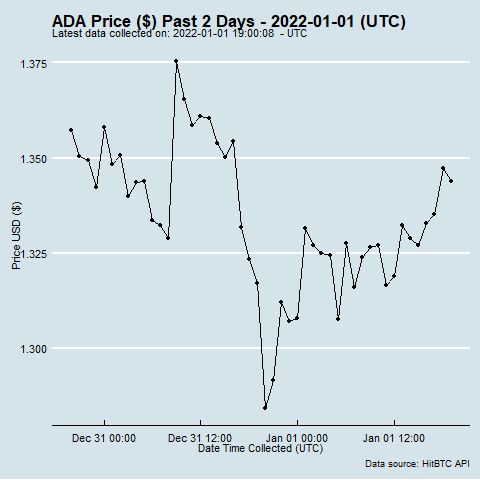 ADA Price ($) Past 2 Days - 2022-01-01 (UTC)
Latest data collected on: 2022-01-01 19:00:08 - UTC
1.375
1.350
1.325
1.300
Price USD ($)
Dec 31 00:00 Dec 31 12:00 Jan 01 00:00 Jan 01 12:00
Date Time Collected (UTC)
Data source: HitBTC API